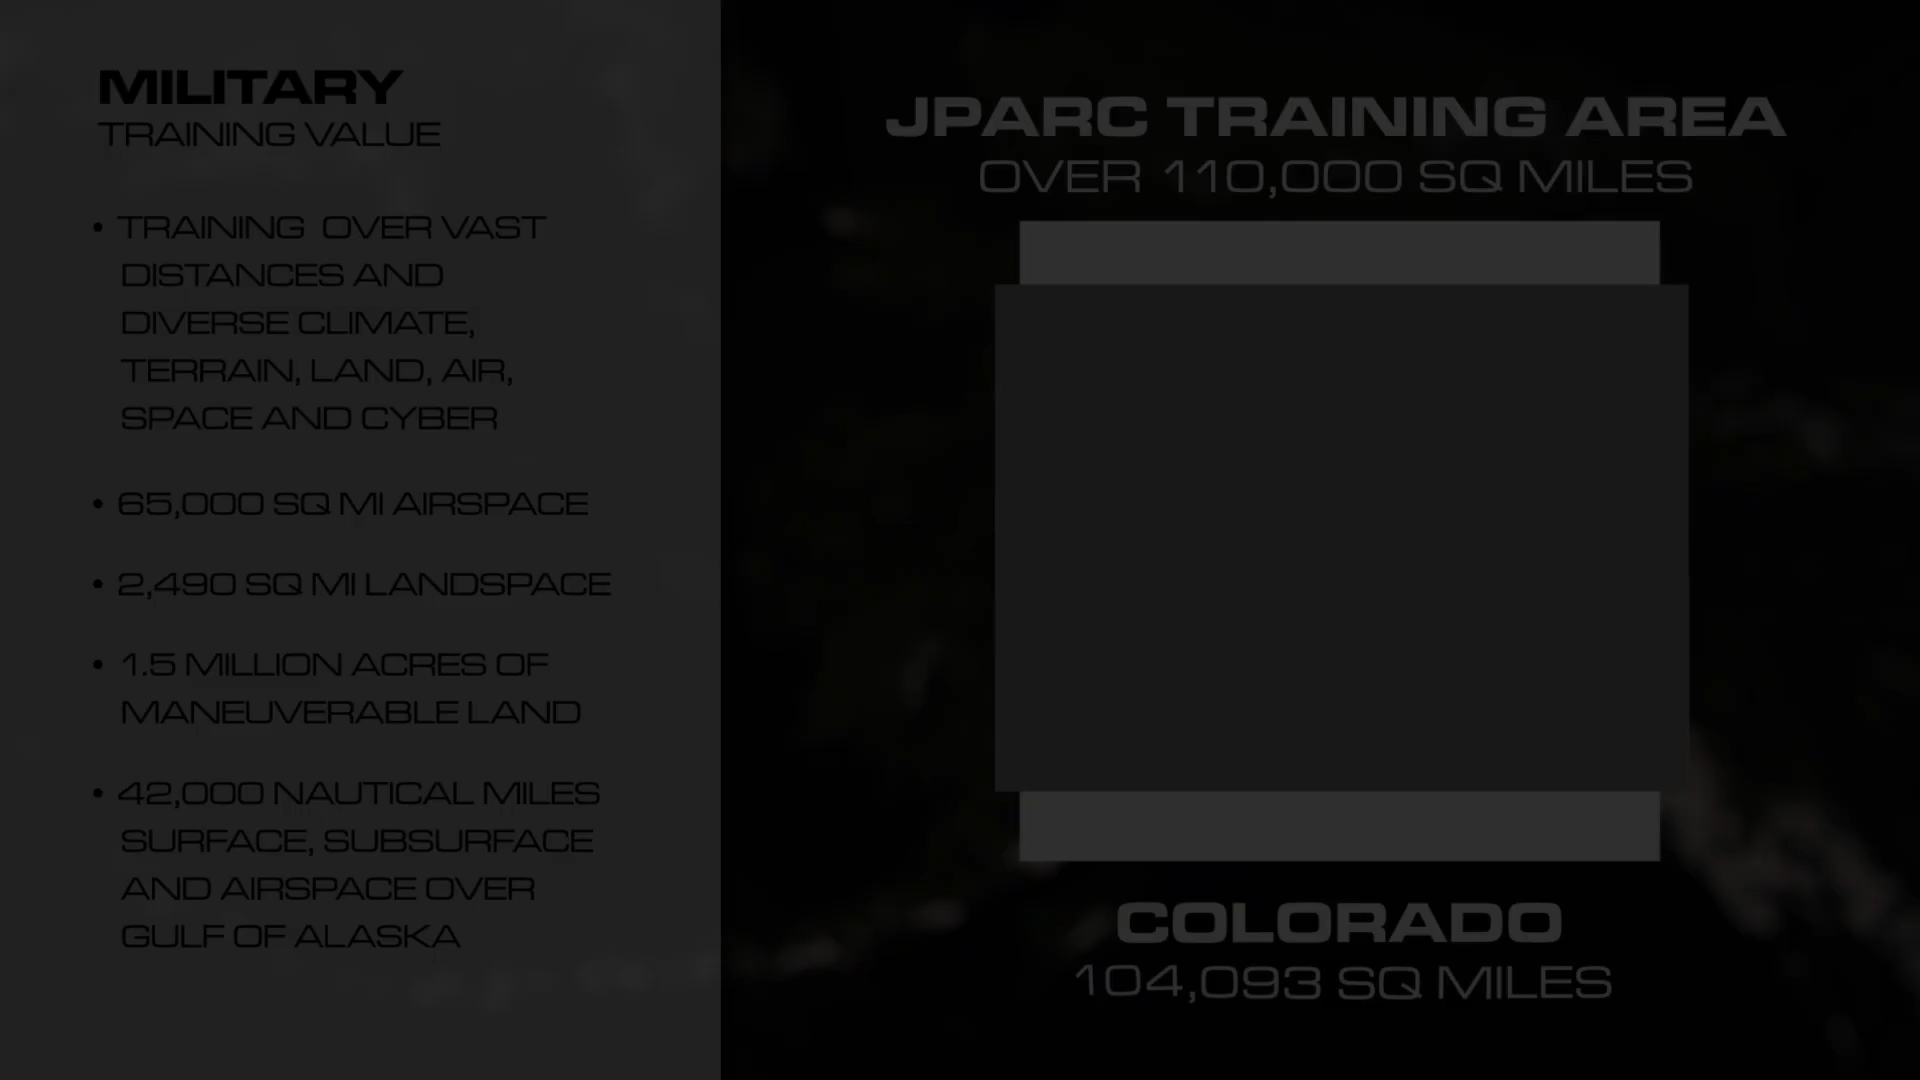 MILITARY
TRAINING VALUE
• TRAINING OVER VAST
DISTANCES AND
DIVERSE CLIMATE,
TERRAIN, LAND, AIR,
SPACE AND CYBER
• 65,000 SQ MI AIRSPACE
• 2,490 SQ MI LANDSPACE
• 1.5 MILLION ACRES OF
MANEUVERABLE LAND
• 42,000 NAUTICAL MILES
SURFACE, SUBSURFACE
AND AIRSPACE OVER
GULF OF ALASKA
JPARC TRAINING AREA
OVER 110,000 SQ MILES
COLORADO
104,093 SQ MILES